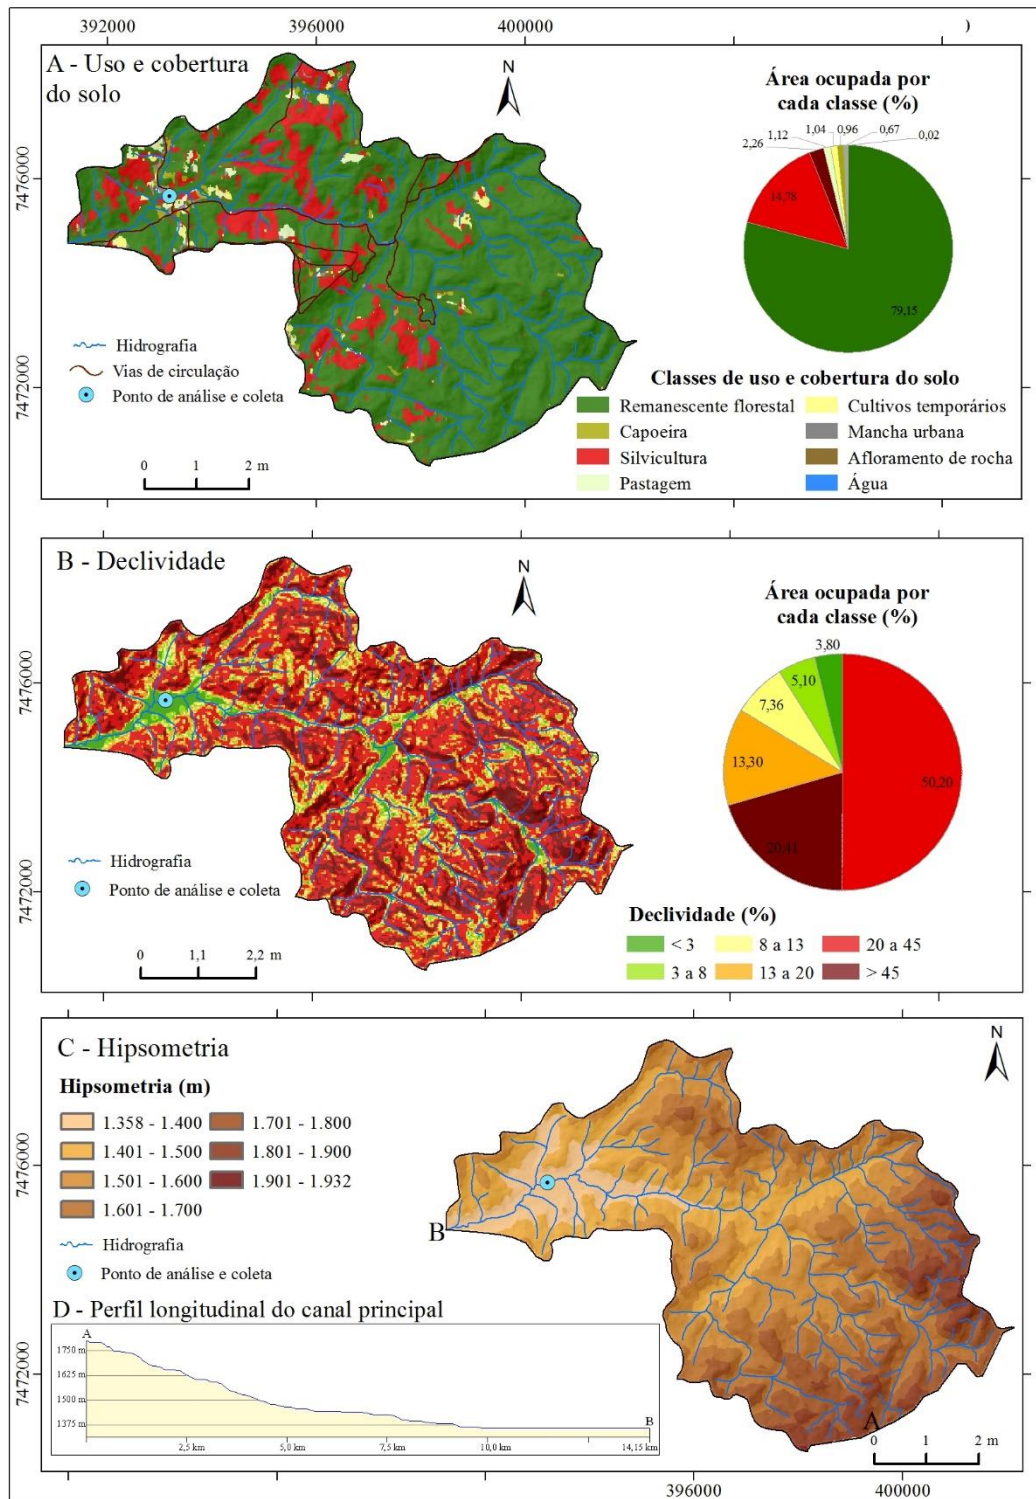 392000 396000 400000 )
A - Uso e cobertura
do solo
N
Área ocupada por
cada classe (%)
1,04 0,96 0,67
1,12 0,02
2,26
14,78
79,15
7476000
7472000
Hidrografia
Vias de circulação
Ponto de análise e coleta
0 1 2 m
Classes de uso e cobertura do solo
Remanescente florestal Cultivos temporários
Capoeira Mancha urbana
Silvicultura Afloramento de rocha
Pastagem Água
B - Declividade
N
Área ocupada por
cada classe (%)
3,80
5,10
7,36
13,30
50,20
20,41
7476000
7472000
Hidrografia
Ponto de análise e coleta
0 1,1 2,2 m
Declividade (%)
< 3 8 a 13 20 a 45
3 a 8 13 a 20 > 45
C - Hipsometria
N
Hipsometria (m)
1.358 - 1.400 1.701 - 1.800
1.401 - 1.500 1.801 - 1.900
1.501 - 1.600 1.901 - 1.932
1.601 - 1.700
7476000
7472000
Hidrografia
Ponto de análise e coleta
B
A
D - Perfil longitudinal do canal principal
A
1750 m
1625 m
1500 m
1375 m
B
2,5 km 5,0 km 7,5 km 10,0 km 14,15 km
0 1 2 m
396000 400000